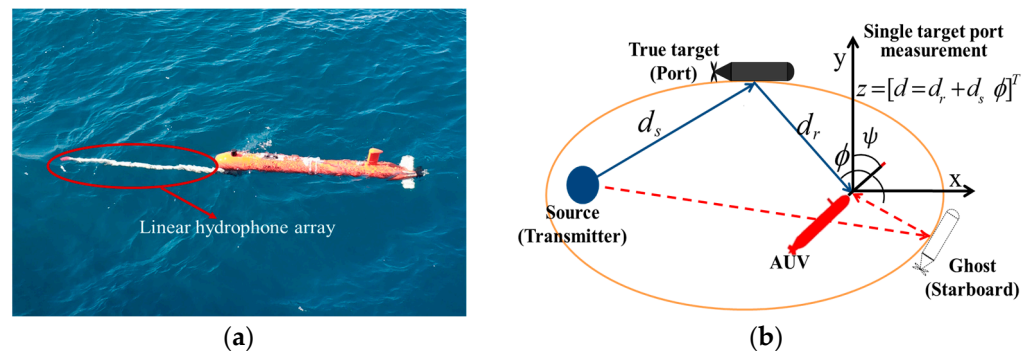 Linear hydrophone array
(a)
Single target port
measurement
True target
(Port)
y
z=[d=d_r+d_s ϕ]^T
d_s
d_r
ψ
ϕ
x
Source
(Transmitter)
AUV
Ghost
(Starboard)
(b)